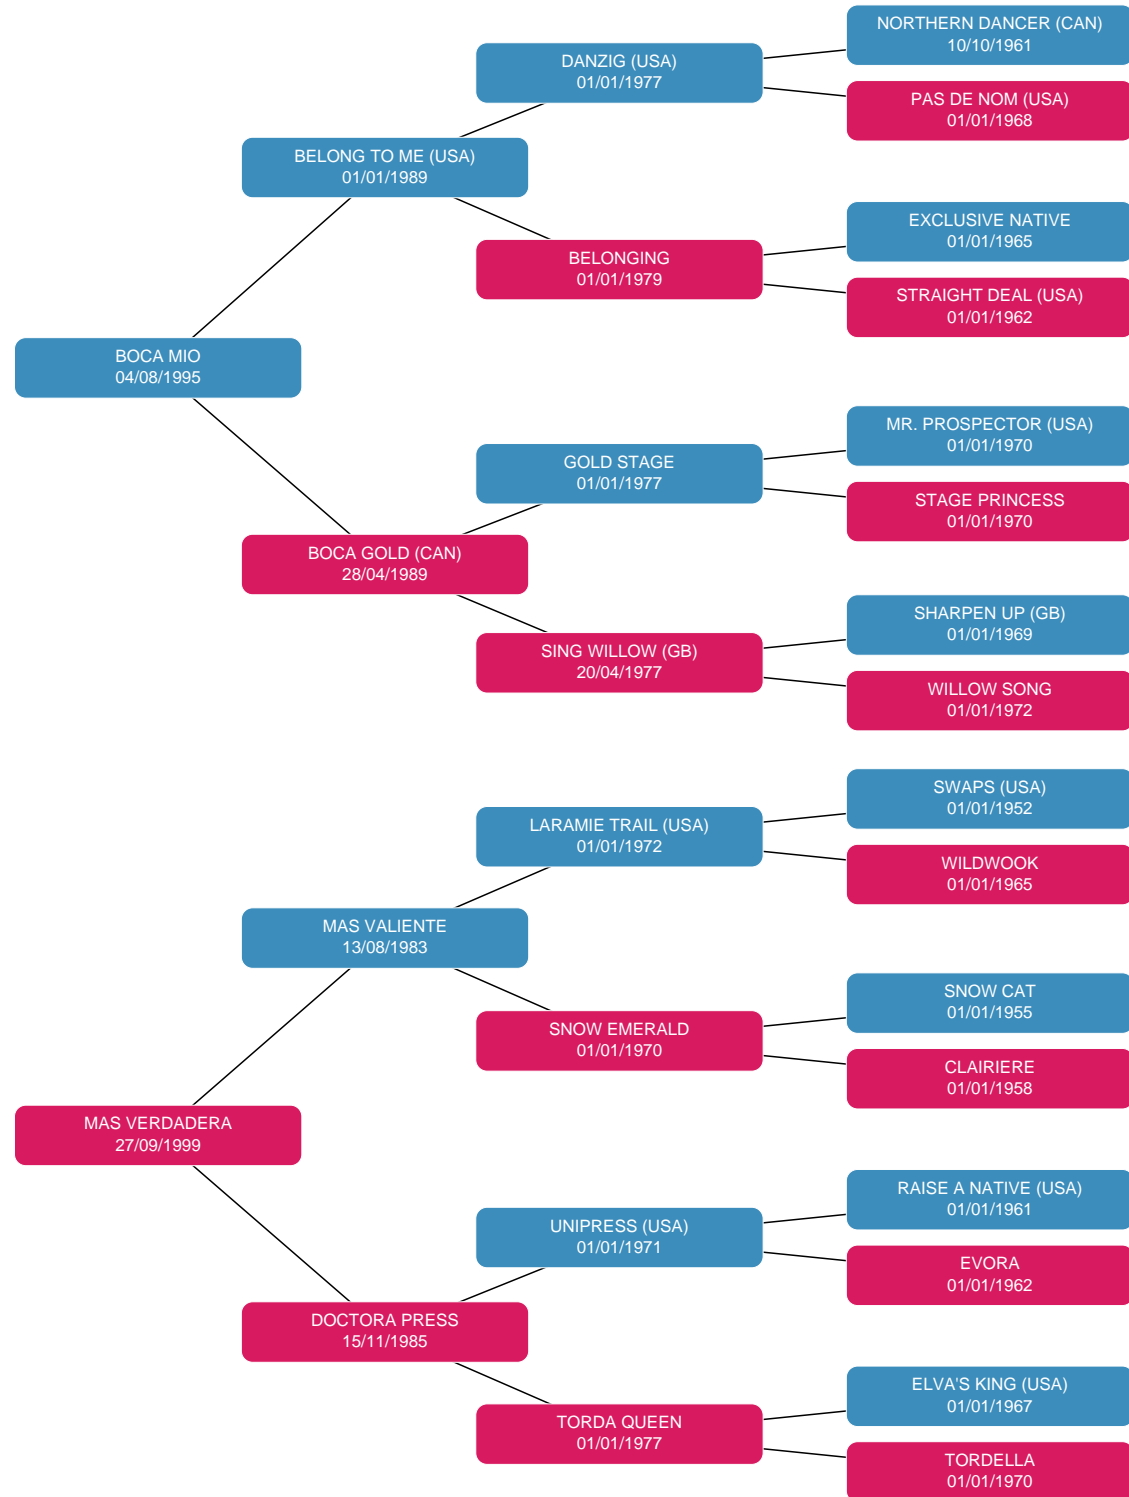 NORTHERN DANCER (CAN)
10/10/1961
DANZIG (USA)
01/01/1977
PAS DE NOM (USA)
01/01/1968
BELONG TO ME (USA)
01/01/1989
EXCLUSIVE NATIVE
01/01/1965
BELONGING
01/01/1979
STRAIGHT DEAL (USA)
01/01/1962
BOCA MIO
04/08/1995
MR. PROSPECTOR (USA)
01/01/1970
GOLD STAGE
01/01/1977
STAGE PRINCESS
01/01/1970
BOCA GOLD (CAN)
28/04/1989
SHARPEN UP (GB)
01/01/1969
SING WILLOW (GB)
20/04/1977
WILLOW SONG
01/01/1972
SWAPS (USA)
01/01/1952
LARAMIE TRAIL (USA)
01/01/1972
WILDWOOK
01/01/1965
MAS VALIENTE
13/08/1983
SNOW CAT
01/01/1955
SNOW EMERALD
01/01/1970
CLAIRIERE
01/01/1958
MAS VERDADERA
27/09/1999
RAISE A NATIVE (USA)
01/01/1961
UNIPRESS (USA)
01/01/1971
EVORA
01/01/1962
DOCTORA PRESS
15/11/1985
ELVA'S KING (USA)
01/01/1967
TORDA QUEEN
01/01/1977
TORDELLA
01/01/1970